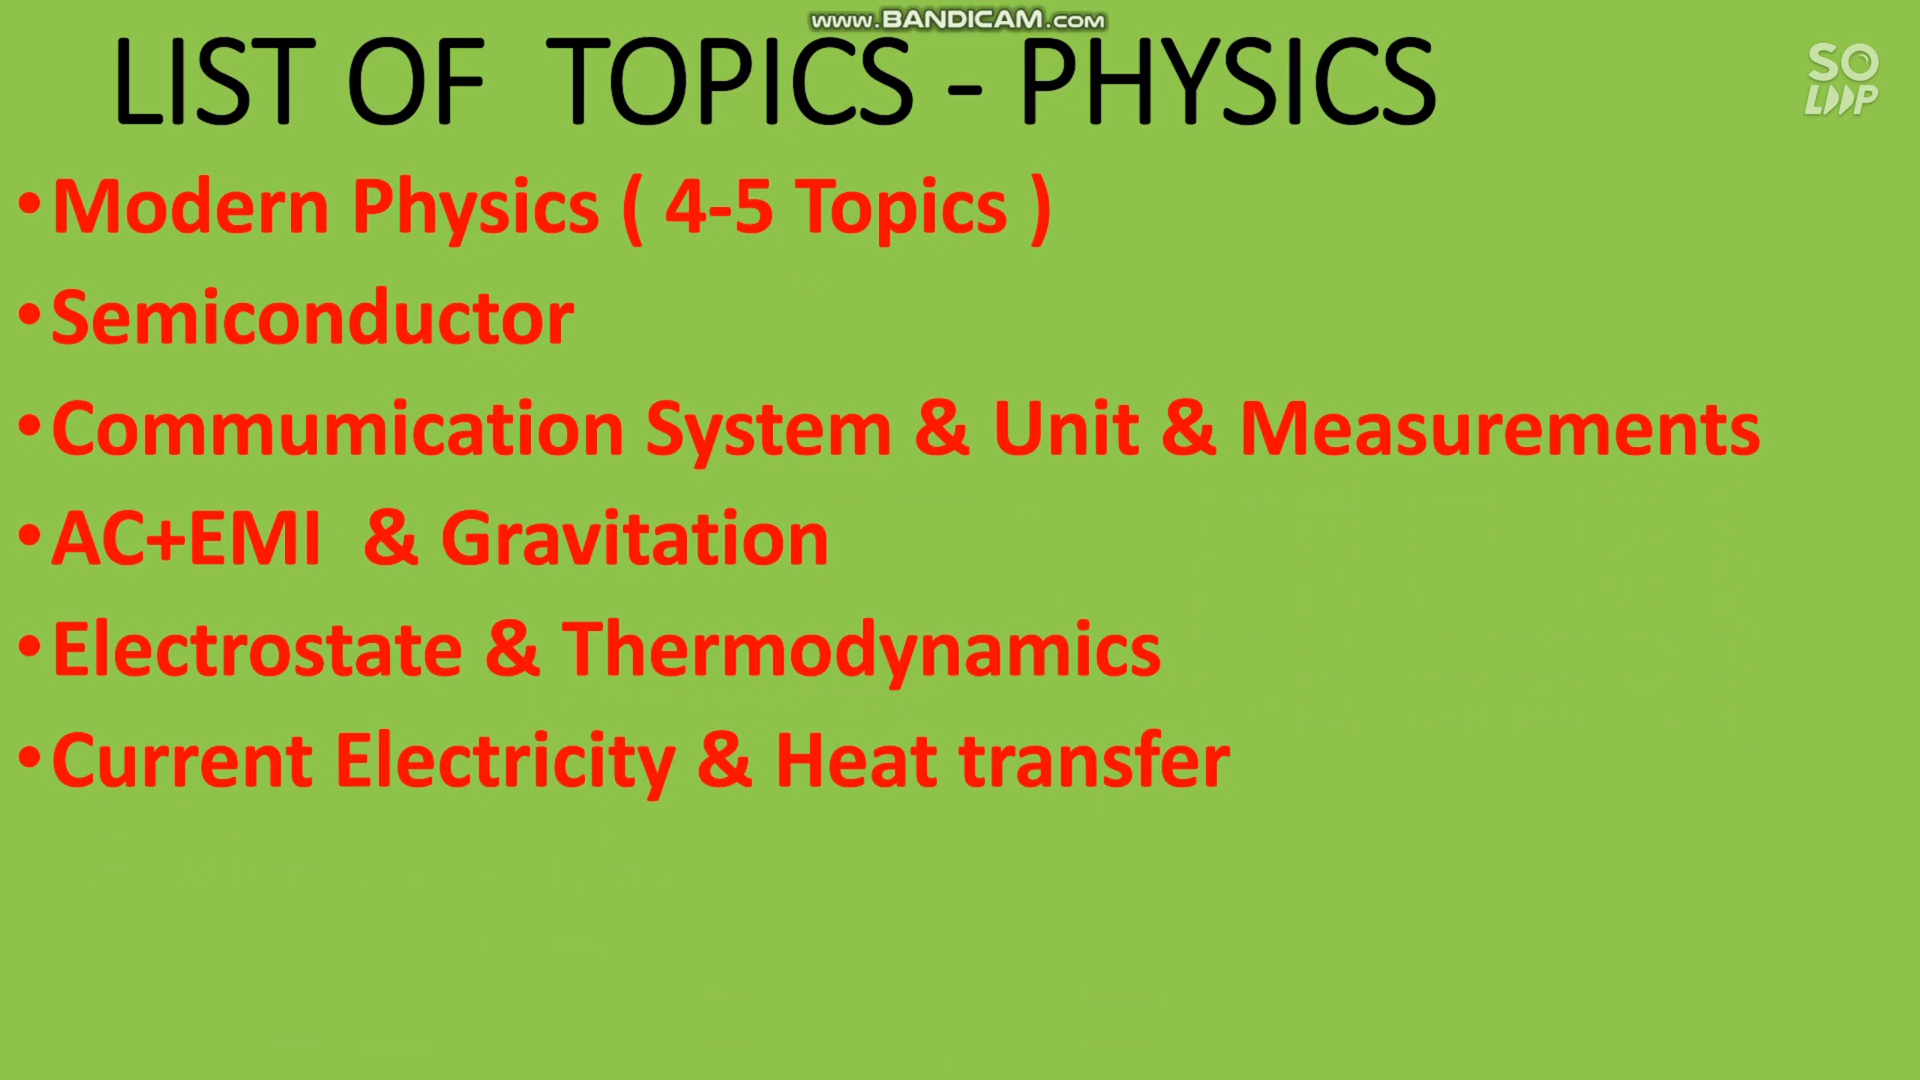 www.BANDICAM.com
LIST OF TOPICS - PHYSICS
SO
LOOP
•Modern Physics ( 4-5 Topics )
•Semiconductor
•Commumication System & Unit & Measurements
•AC+EMI & Gravitation
•Electrostate & Thermodynamics
•Current Electricity & Heat transfer